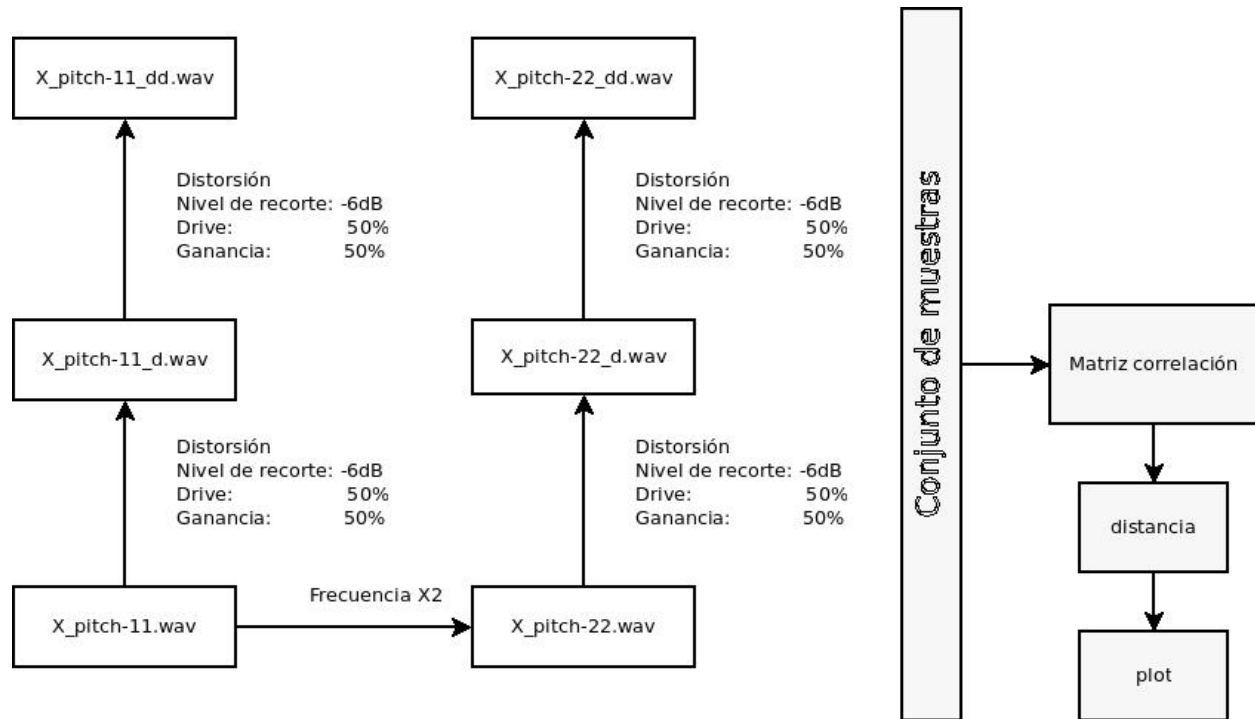 X_pitch-11_dd.wav
X_pitch-22_dd.wav
Distorsión
Nivel de recorte: -6dB
Drive: 50%
Ganancia: 50%
Distorsión
Nivel de recorte: -6dB
Drive: 50%
Ganancia: 50%
X_pitch-11_d.wav
X_pitch-22_d.wav
Distorsión
Nivel de recorte: -6dB
Drive: 50%
Ganancia: 50%
Distorsión
Nivel de recorte: -6dB
Drive: 50%
Ganancia: 50%
X_pitch-11.wav
Frecuencia X2
X_pitch-22.wav
Conjunto de muestras
Matriz correlación
distancia
plot